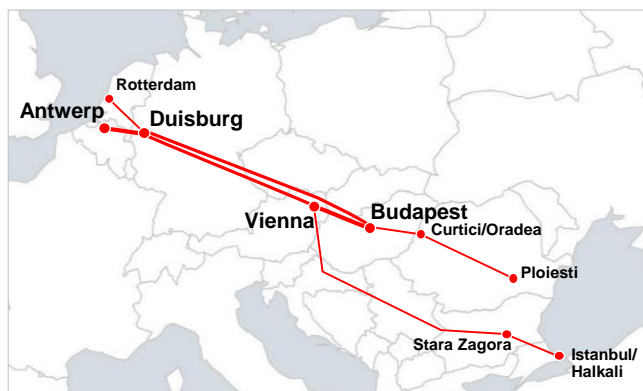 Rotterdam
Antwerp
Duisburg
Vienna
Budapest
Curtici/Oradea
Ploiesti
Stara Zagora
Istanbul/
Halkali